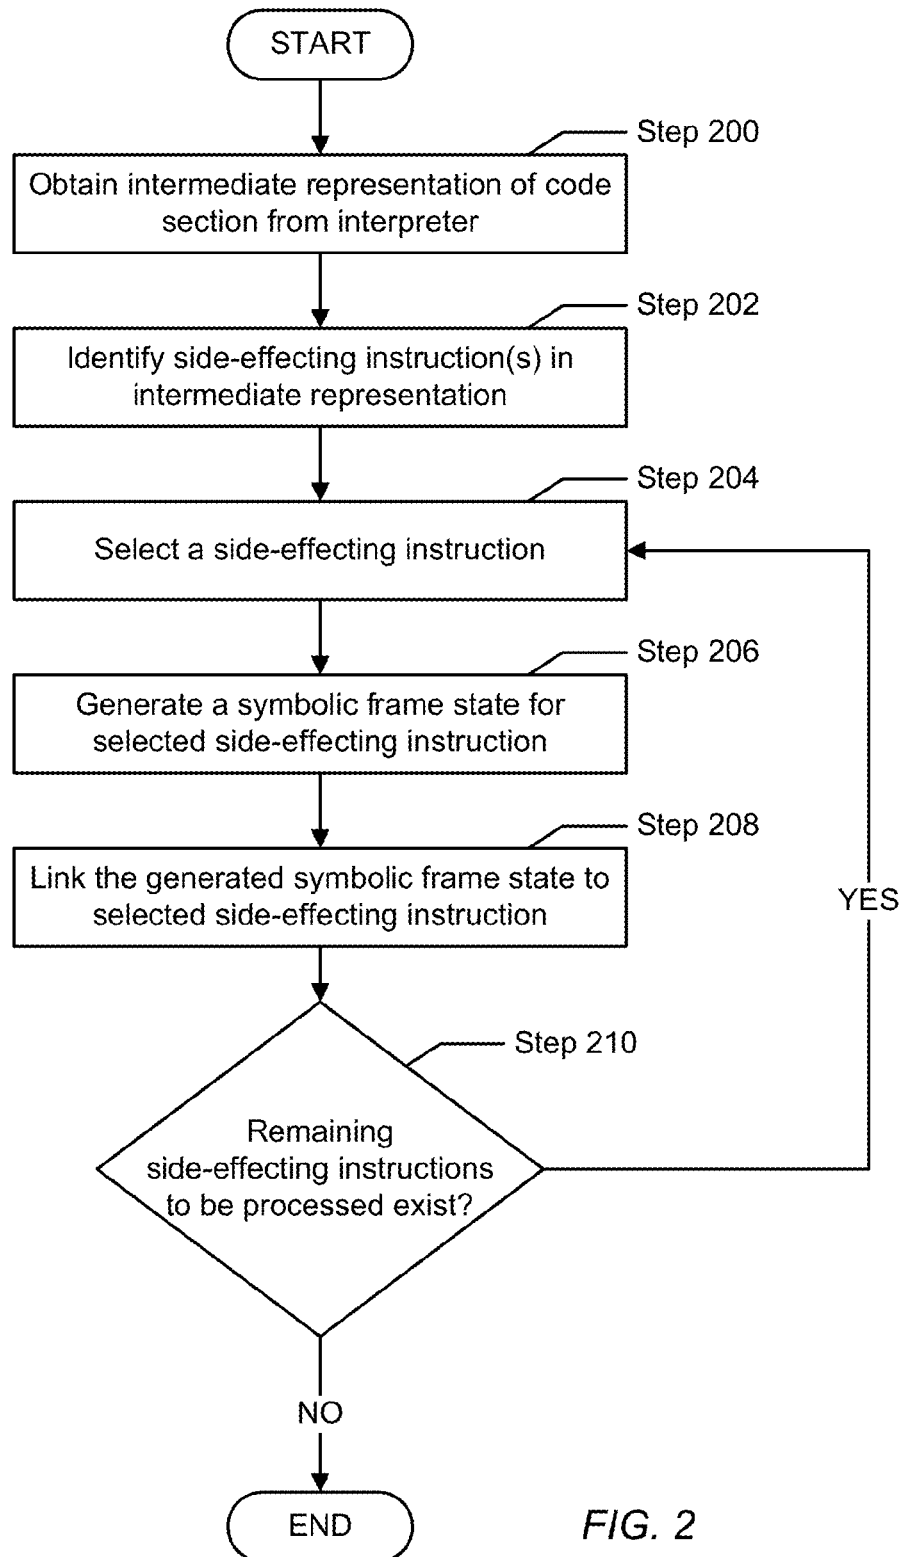 START
Step 200
Obtain intermediate representation of code
section from interpreter
Step 202
Identify side-effecting instruction(s) in
intermediate representation
Step 204
Select a side-effecting instruction
Step 206
Generate a symbolic frame state for
selected side-effecting instruction
Step 208
Link the generated symbolic frame state to
selected side-effecting instruction
YES
Step 210
Remaining
side-effecting instructions
to be processed exist?
NO
END
FIG. 2